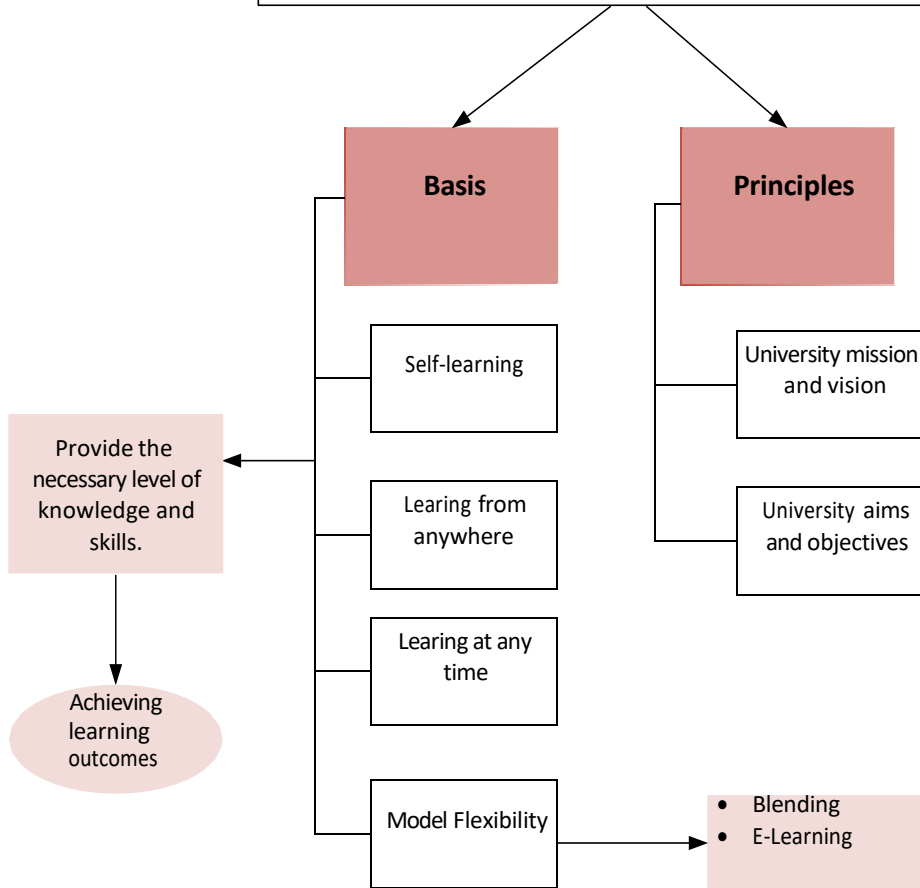 Basis
Principles
Self-learning
University mission
and vision
Provide the
necessary level of
knowledge and
skills.
Learing from
anywhere
University aims
and objectives
Learing at any
time
Achieving
learning
outcomes
Model Flexibility
• Blending
• E-Learning